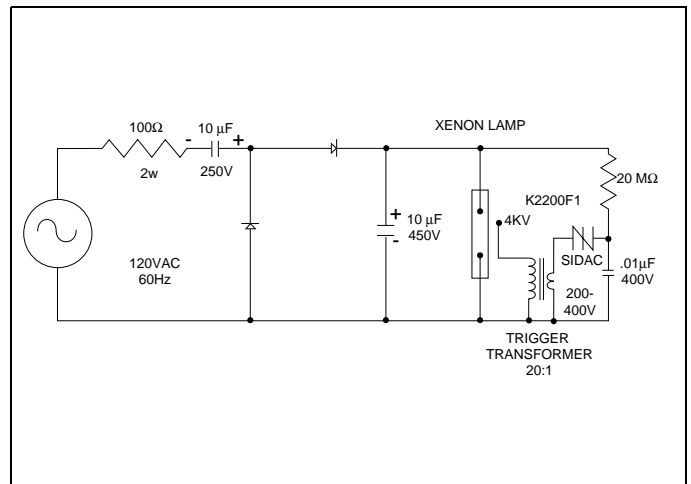 100Ω
2w
- 10 µF +
250V
XENON LAMP
120VAC
60Hz
+
10 µF
450V
-
4KV
K2200F1
20 MΩ
SIDAC
.01µF
400V
200-
400V
TRIGGER
TRANSFORMER
20:1